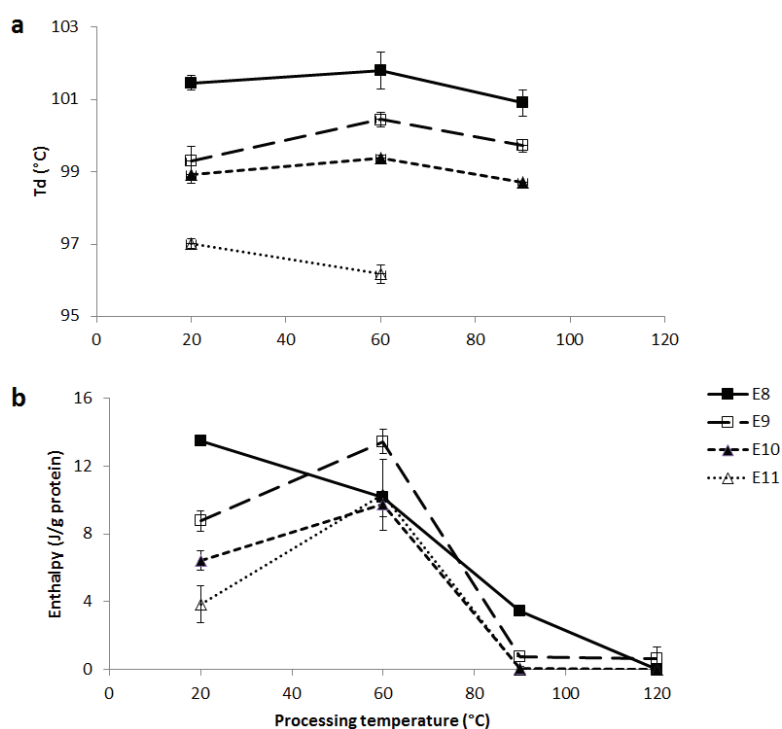 a
Td (°C)
103
101
99
97
95
0 20 40 60 80 100 120
b
Enthalpy (J/g protein)
16
12
8
4
0
0 20 40 60 80 100 120
Processing temperature (°C)
E8
E9
E10
E11